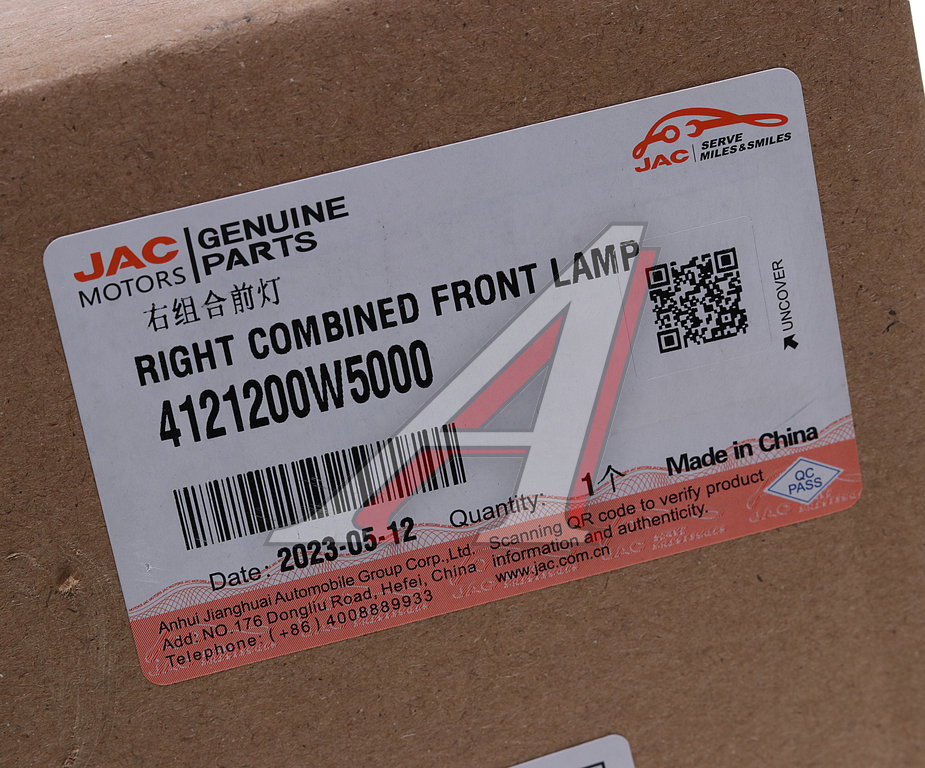 JAC
MOTORS
GENUINE
PARTS
JAC
SERVE
MILES&SMILES
右组合前灯
RIGHT COMBINED FRONT LAMP
4121200W5000
UNCOVER
Date: 2023-05-12
Quantity: 1个
Made in China
QC
PASS
Anhui Jianghuai Automobile Group Corp.,Ltd.
Add: NO.176 Dongliu Road, Hefei, China
Telephone: (+86) 4008889933
Scanning QR code to verify product
information and authenticity.
www.jac.com.cn